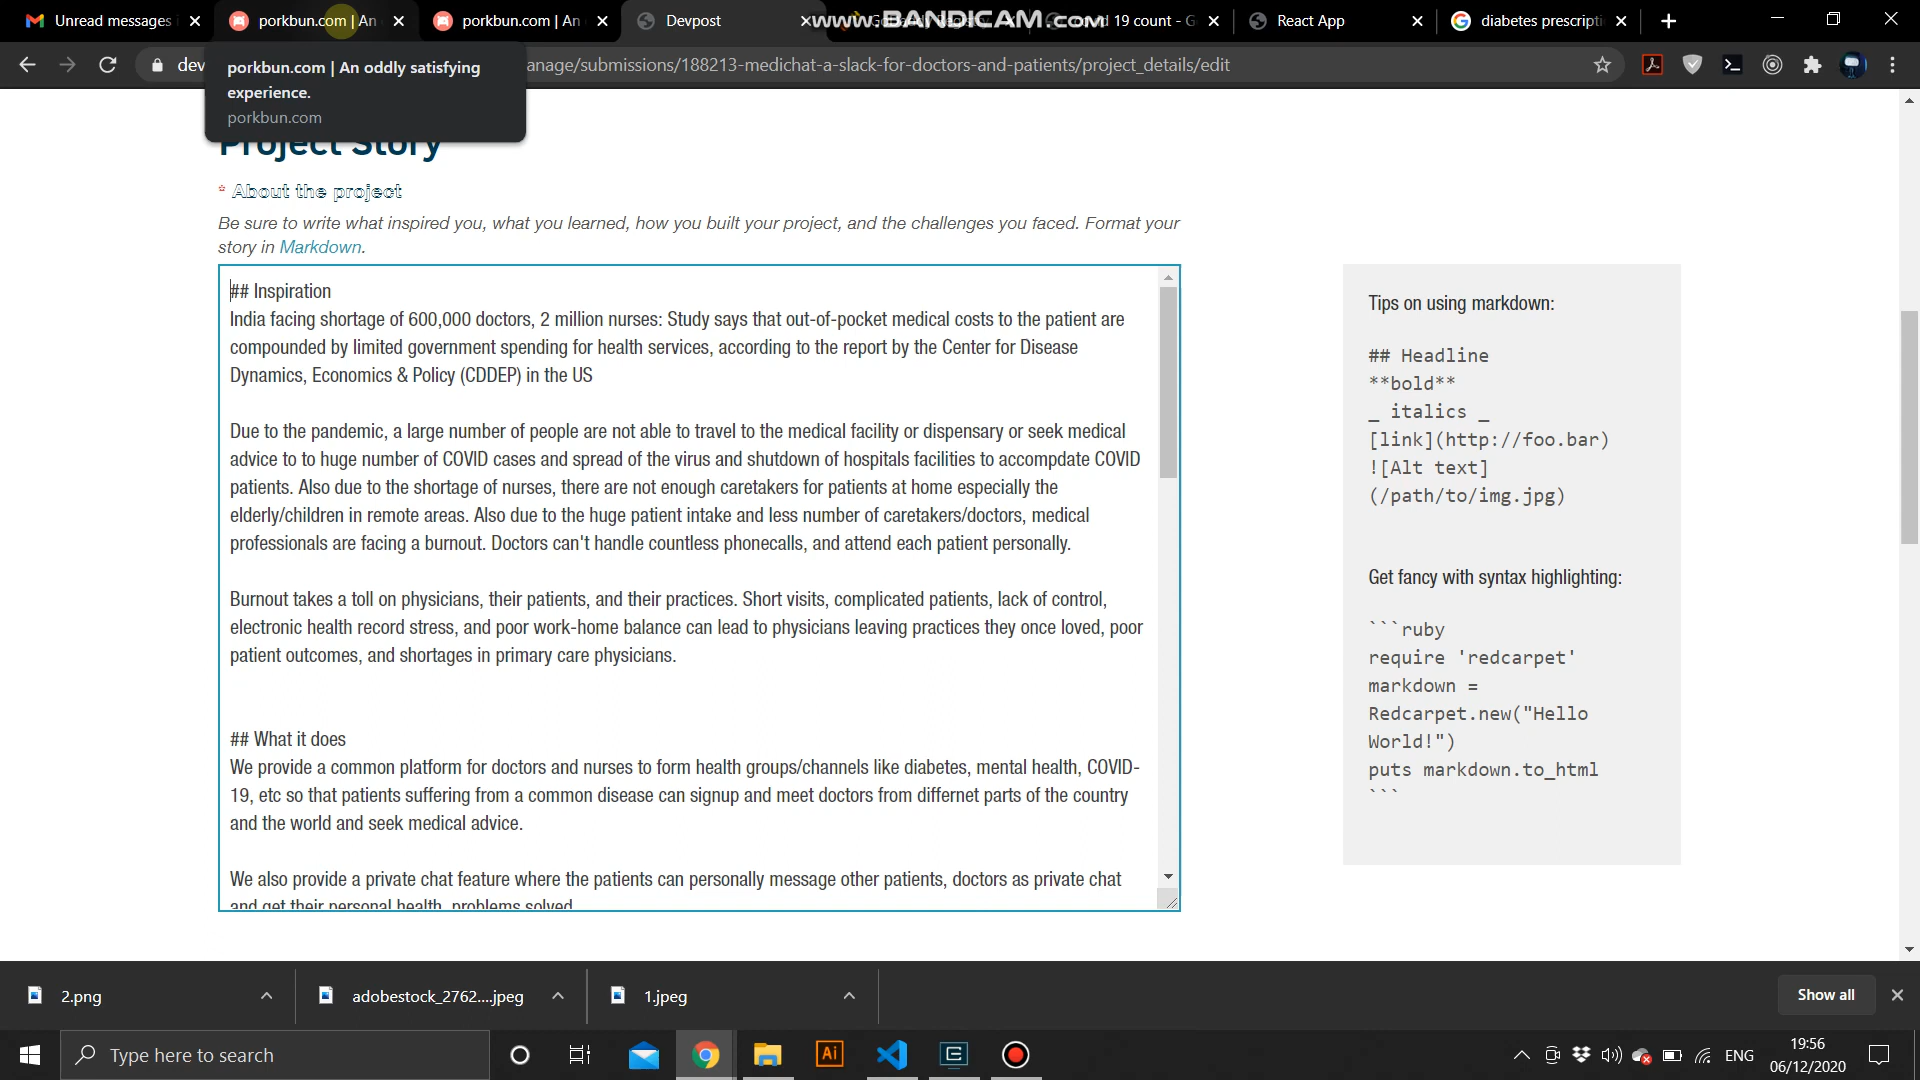 Unread messages
porkbun.com | An
porkbun.com | An
Devpost
www.BANDICAM.com
19 count - G
React App
diabetes prescripti
dev
anage/submissions/188213-medichat-a-slack-for-doctors-and-patients/project_details/edit
porkbun.com | An oddly satisfying
experience.
porkbun.com
Project Story
* About the project
Be sure to write what inspired you, what you learned, how you built your project, and the challenges you faced. Format your
story in Markdown.
## Inspiration
India facing shortage of 600,000 doctors, 2 million nurses: Study says that out-of-pocket medical costs to the patient are
compounded by limited government spending for health services, according to the report by the Center for Disease
Dynamics, Economics & Policy (CDDEP) in the US
Due to the pandemic, a large number of people are not able to travel to the medical facility or dispensary or seek medical
advice to to huge number of COVID cases and spread of the virus and shutdown of hospitals facilities to accompdate COVID
patients. Also due to the shortage of nurses, there are not enough caretakers for patients at home especially the
elderly/children in remote areas. Also due to the huge patient intake and less number of caretakers/doctors, medical
professionals are facing a burnout. Doctors can't handle countless phonecalls, and attend each patient personally.
Burnout takes a toll on physicians, their patients, and their practices. Short visits, complicated patients, lack of control,
electronic health record stress, and poor work-home balance can lead to physicians leaving practices they once loved, poor
patient outcomes, and shortages in primary care physicians.
## What it does
We provide a common platform for doctors and nurses to form health groups/channels like diabetes, mental health, COVID-
19, etc so that patients suffering from a common disease can signup and meet doctors from differnet parts of the country
and the world and seek medical advice.
We also provide a private chat feature where the patients can personally message other patients, doctors as private chat
and get their personal health problems solved
Tips on using markdown:
## Headline
**bold**
_ italics _
[link](http://foo.bar)
![Alt text]
(/path/to/img.jpg)
Get fancy with syntax highlighting:
```ruby
require 'redcarpet'
markdown =
Redcarpet.new("Hello
World!")
puts markdown.to_html
```
2.png
adobestock_2762....jpeg
1.jpeg
Show all
Type here to search
Ai
ENG
19:56
06/12/2020